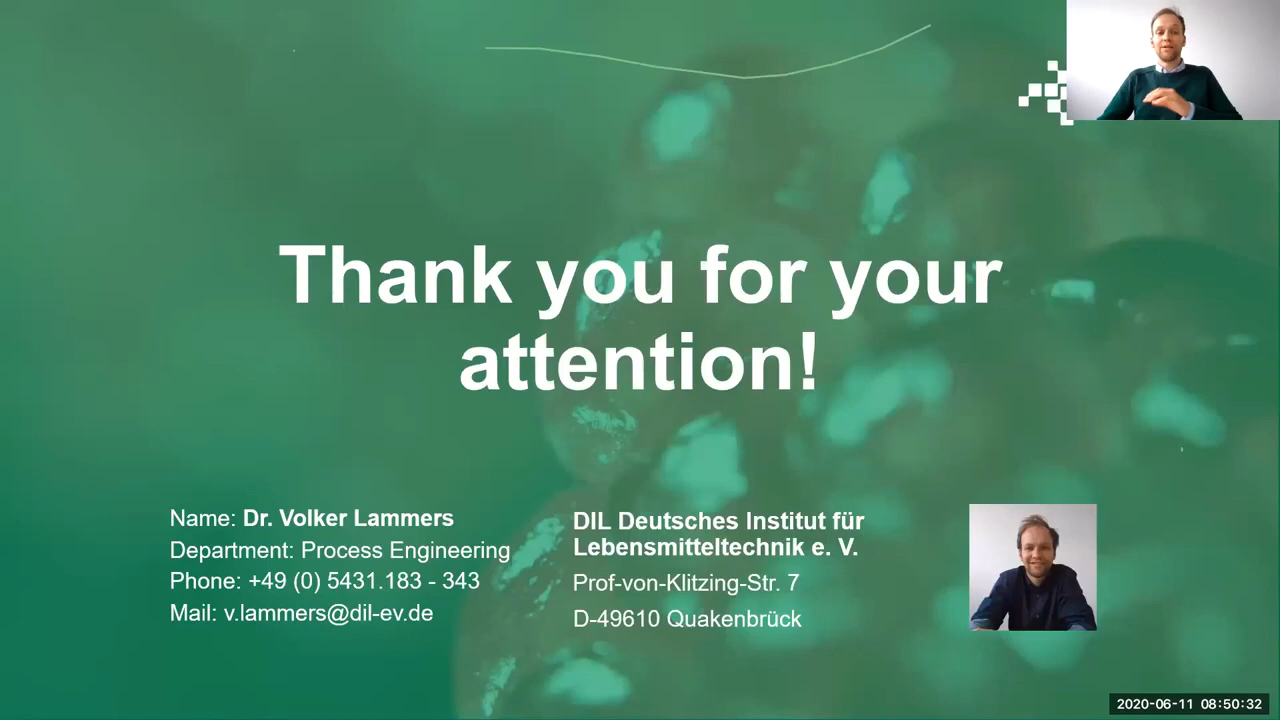 Thank you for your
attention!
Name: Dr. Volker Lammers
Department: Process Engineering
Phone: +49 (0) 5431.183 - 343
Mail: v.lammers@dil-ev.de
DIL Deutsches Institut für
Lebensmitteltechnik e. V.
Prof-von-Klitzing-Str. 7
D-49610 Quakenbrück
2020-06-11 08:50:32